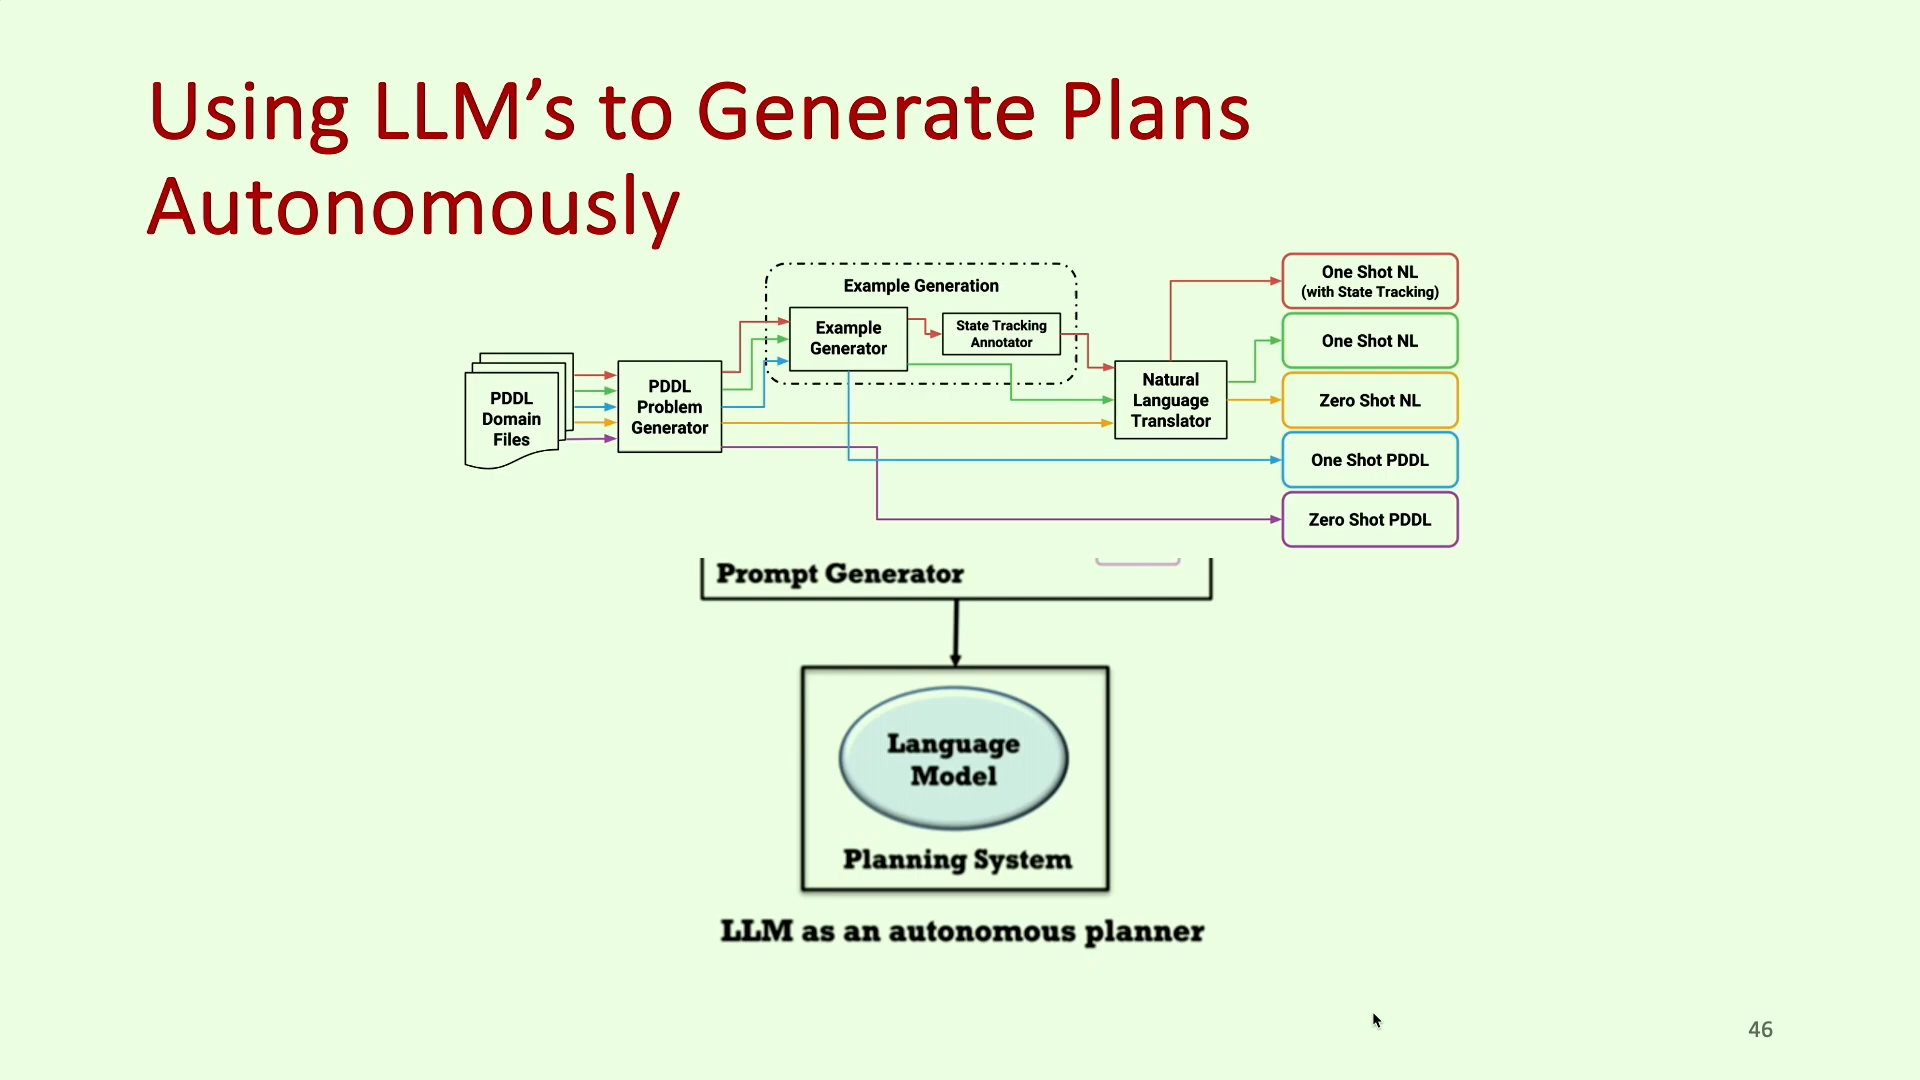 Using LLM’s to Generate Plans
Autonomously
Example Generation
Example
Generator
State Tracking
Annotator
PDDL
Domain
Files
PDDL
Problem
Generator
Natural
Language
Translator
One Shot NL
(with State Tracking)
One Shot NL
Zero Shot NL
One Shot PDDL
Zero Shot PDDL
Prompt Generator
Language
Model
Planning System
LLM as an autonomous planner
46